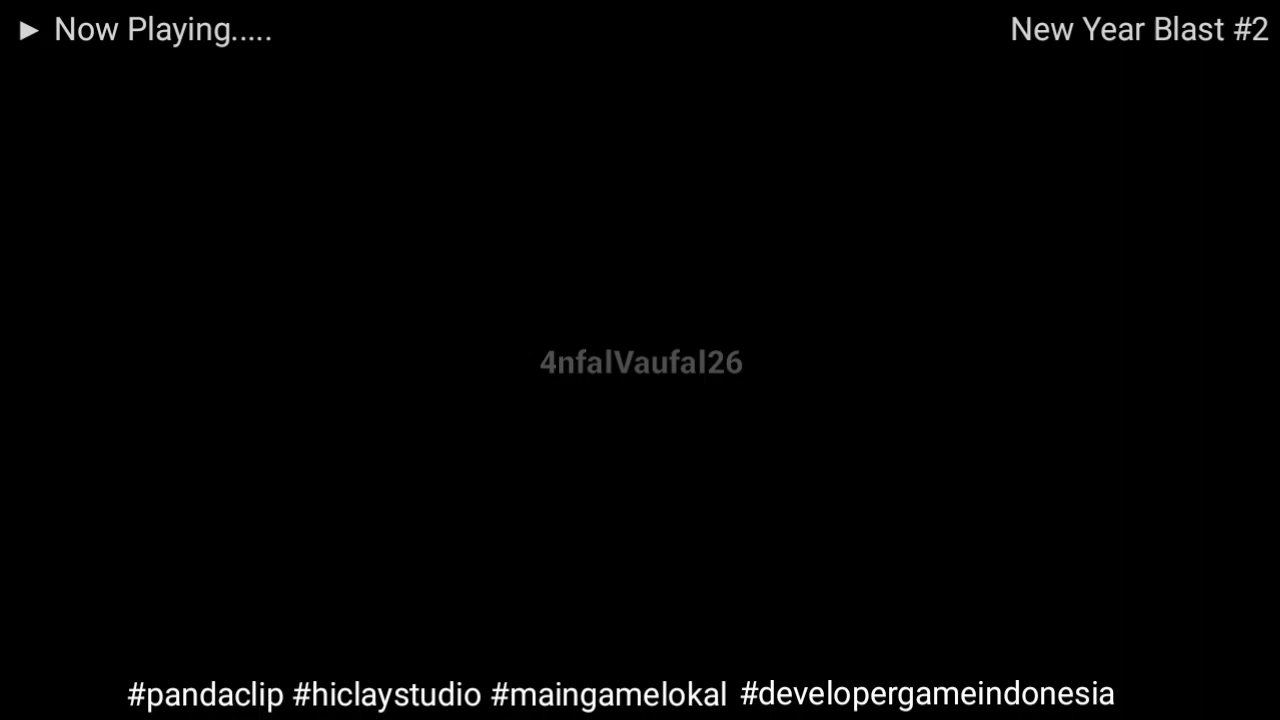 ► Now Playing.....
New Year Blast #2
4nfalVaufal26
#pandaclip #hiclaystudio #maingamelokal #developergameindonesia